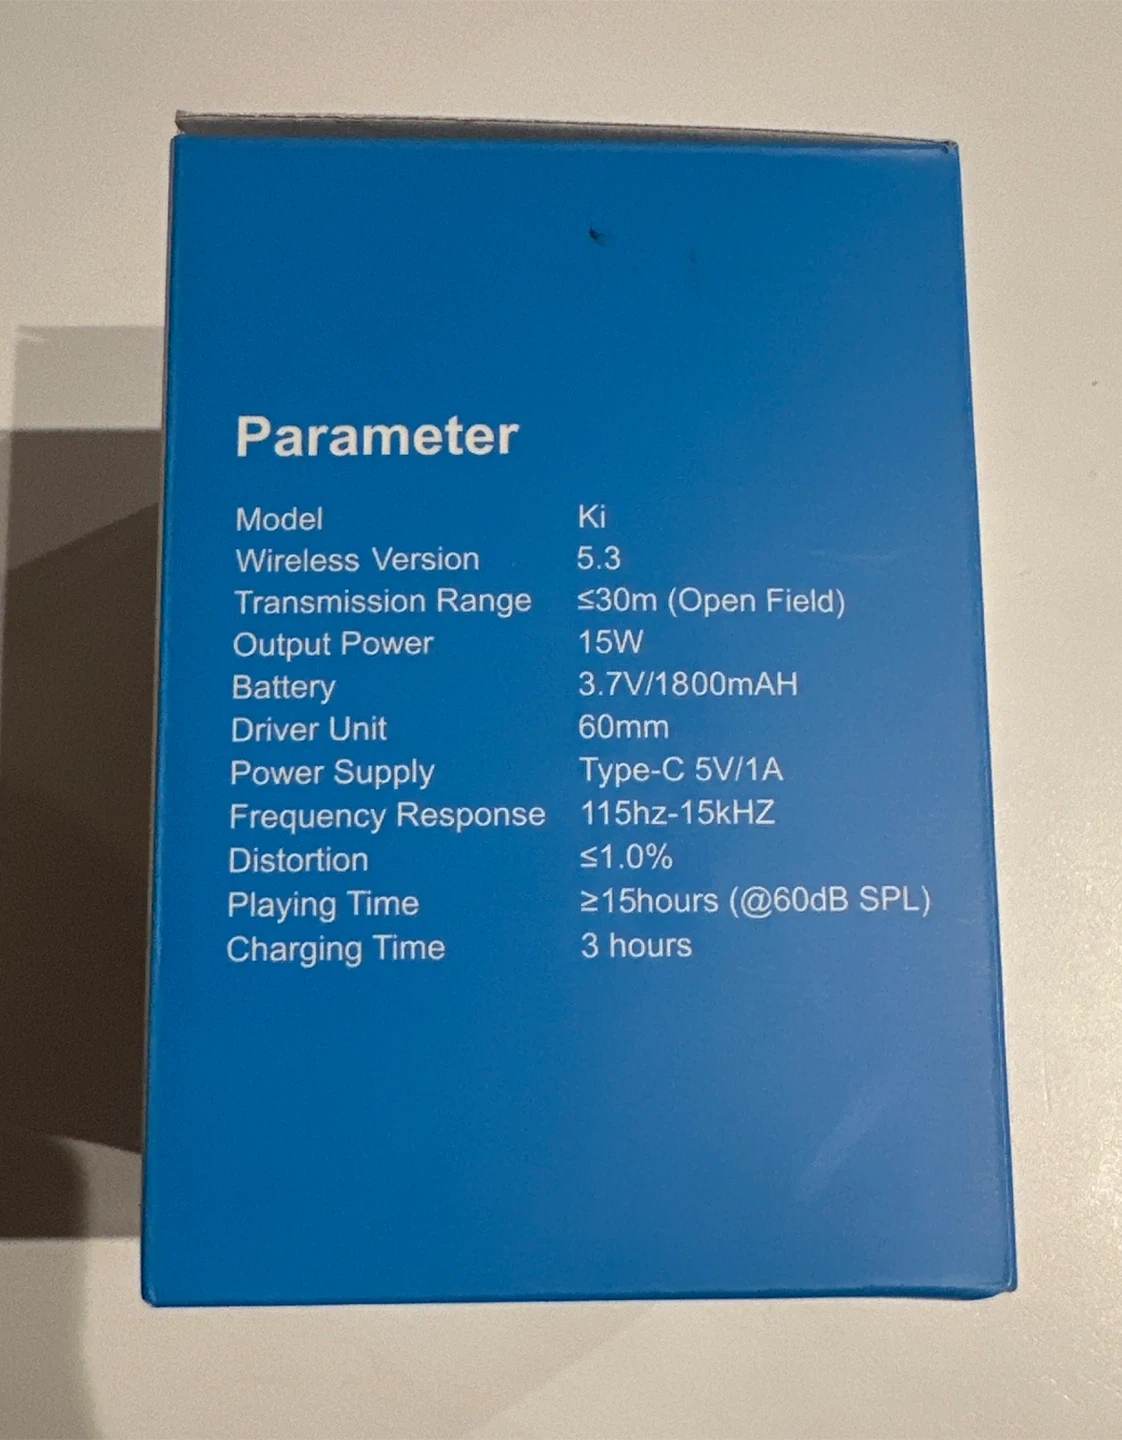 Parameter
Model Ki
Wireless Version 5.3
Transmission Range ≤30m (Open Field)
Output Power 15W
Battery 3.7V/1800mAH
Driver Unit 60mm
Power Supply Type-C 5V/1A
Frequency Response 115hz-15kHZ
Distortion ≤1.0%
Playing Time ≥15hours (@60dB SPL)
Charging Time 3 hours